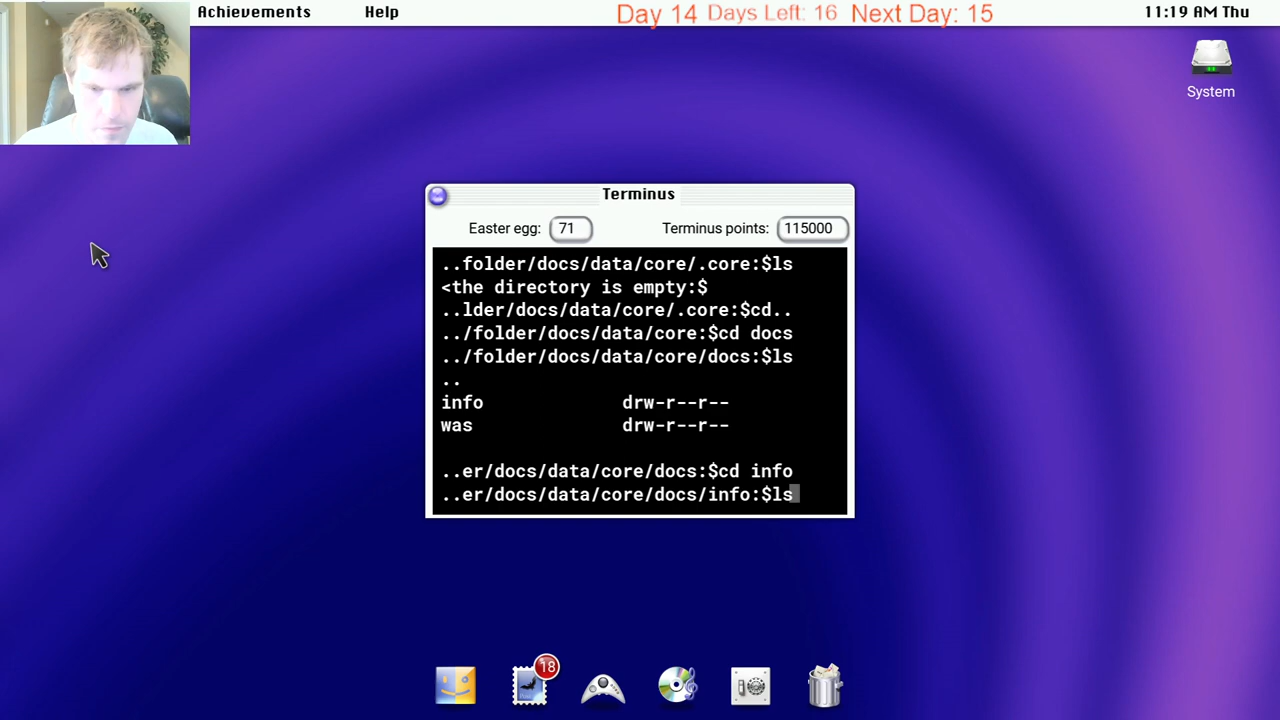 Achievements Help Day 14 Days Left: 16 Next Day: 15 11:19 AM Thu
System
Terminus
Easter egg: 71 Terminus points: 115000
..folder/docs/data/core/.core:$ls
<the directory is empty:$
..lder/docs/data/core/.core:$cd..
../folder/docs/data/core:$cd docs
../folder/docs/data/core/docs:$ls
..
info drw-r--r--
was drw-r--r--
..er/docs/data/core/docs:$cd info
..er/docs/data/core/docs/info:$ls
18